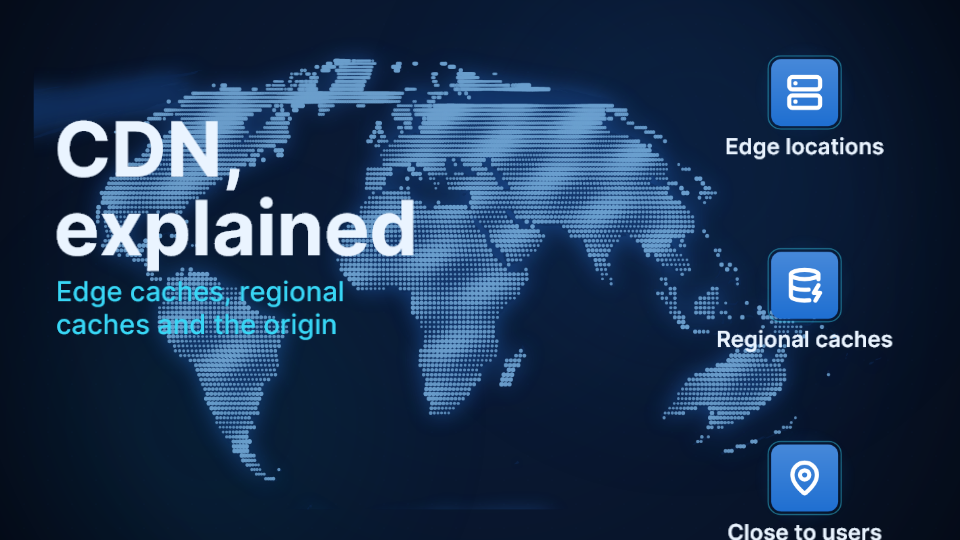 CDN,
explained
Edge caches, regional
caches and the origin
Edge locations
Regional caches
Close to users